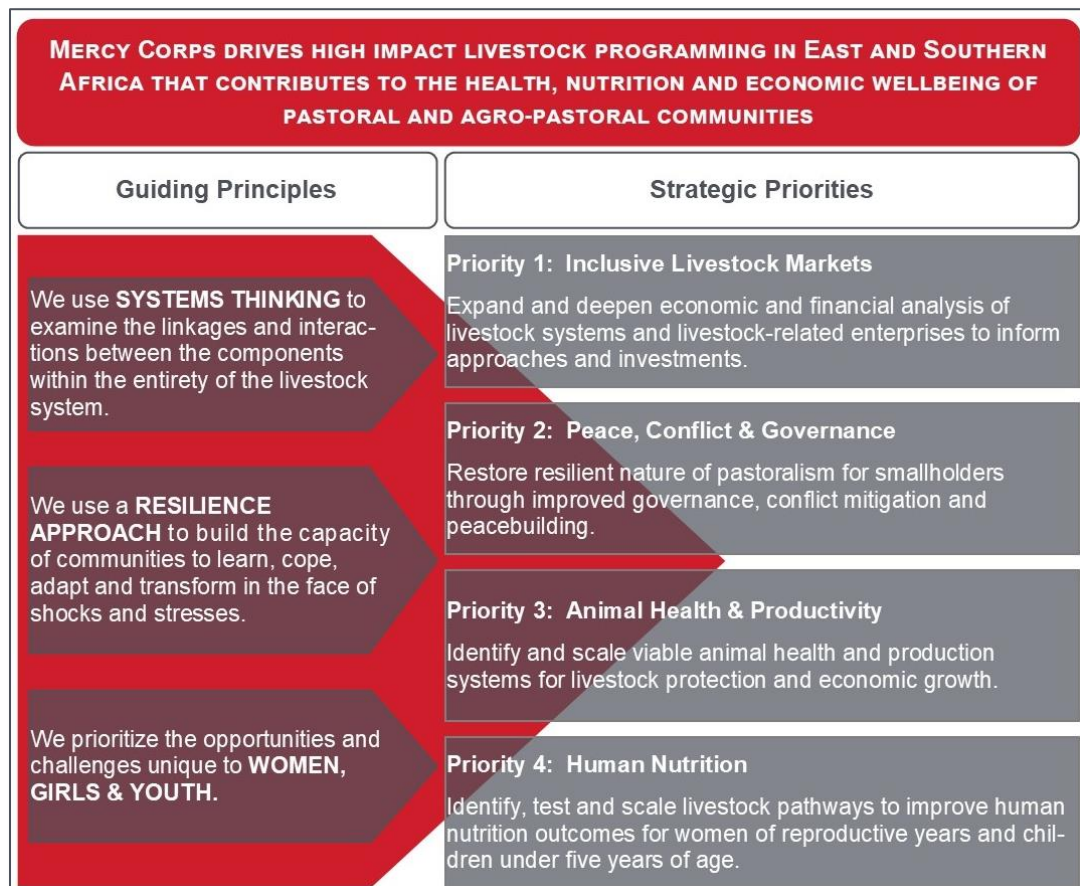 MERCY CORPS DRIVES HIGH IMPACT LIVESTOCK PROGRAMMING IN EAST AND SOUTHERN
AFRICA THAT CONTRIBUTES TO THE HEALTH, NUTRITION AND ECONOMIC WELLBEING OF
PASTORAL AND AGRO-PASTORAL COMMUNITIES
Guiding Principles
We use SYSTEMS THINKING to
examine the linkages and interac-
tions between the components
within the entirety of the livestock
system.
We use a RESILIENCE
APPROACH to build the capacity
of communities to learn, cope,
adapt and transform in the face of
shocks and stresses.
We prioritize the opportunities and
challenges unique to WOMEN,
GIRLS & YOUTH.
Strategic Priorities
Priority 1: Inclusive Livestock Markets
Expand and deepen economic and financial analysis of
livestock systems and livestock-related enterprises to inform
approaches and investments.
Priority 2: Peace, Conflict & Governance
Restore resilient nature of pastoralism for smallholders
through improved governance, conflict mitigation and
peacebuilding.
Priority 3: Animal Health & Productivity
Identify and scale viable animal health and production
systems for livestock protection and economic growth.
Priority 4: Human Nutrition
Identify, test and scale livestock pathways to improve human
nutrition outcomes for women of reproductive years and chil-
dren under five years of age.